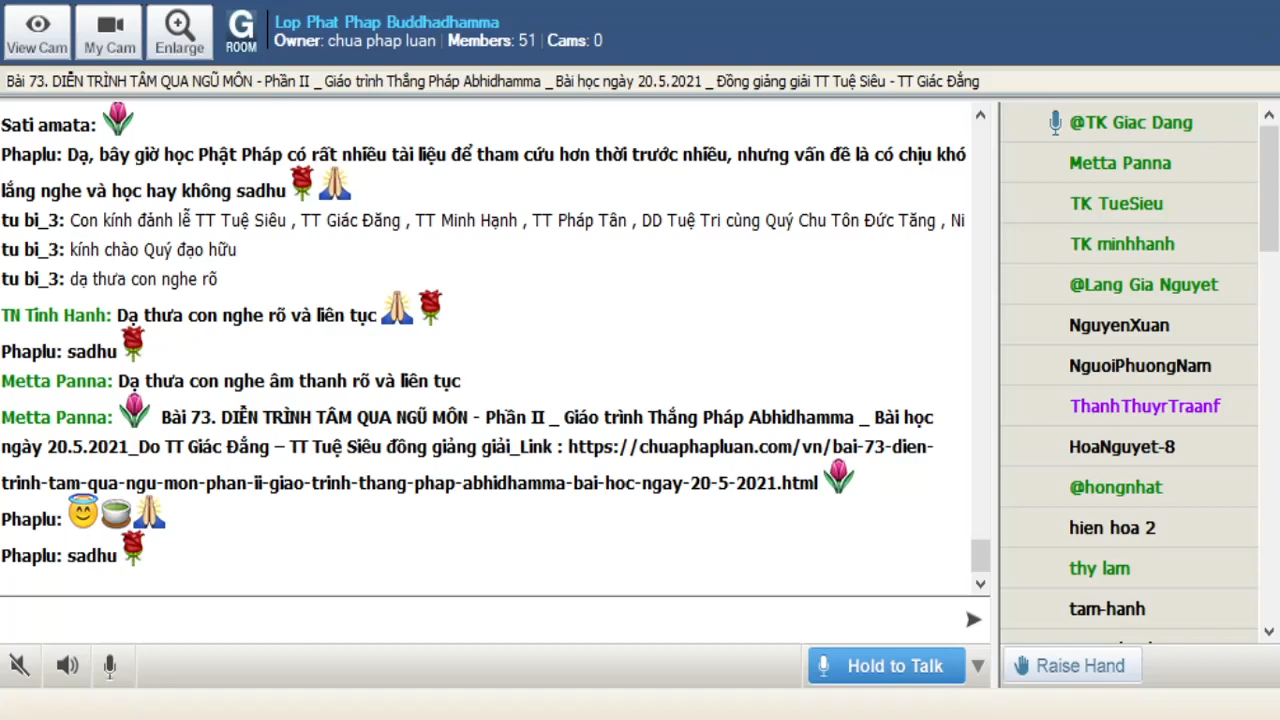 View Cam
My Cam
Enlarge
G
ROOM
Lop Phat Phap Buddhadhamma
Owner: chua phap luan | Members: 51 | Cams: 0
Bài 73. DIỄN TRÌNH TÂM QUA NGŨ MÔN - Phần II _ Giáo trình Thắng Pháp Abhidhamma _ Bài học ngày 20.5.2021 _ Đồng giảng giải TT Tuệ Siêu - TT Giác Đẳng
Sati amata:
Phaplu: Dạ, bây giờ học Phật Pháp có rất nhiều tài liệu để tham cứu hơn thời trước nhiều, nhưng vấn đề là có chịu khó
lắng nghe và học hay không sadhu
tu bi_3: Con kính đảnh lễ TT Tuệ Siêu , TT Giác Đăng , TT Minh Hạnh , TT Pháp Tân , DD Tuệ Tri cùng Quý Chu Tôn Đức Tăng , Ni
tu bi_3: kính chào Quý đạo hữu
tu bi_3: dạ thưa con nghe rõ
TN Tinh Hanh: Dạ thưa con nghe rõ và liên tục
Phaplu: sadhu
Metta Panna: Dạ thưa con nghe âm thanh rõ và liên tục
Metta Panna: Bài 73. DIỄN TRÌNH TÂM QUA NGŨ MÔN - Phần II _ Giáo trình Thắng Pháp Abhidhamma _ Bài học
ngày 20.5.2021_Do TT Giác Đẳng – TT Tuệ Siêu đồng giảng giải_Link : https://chuaphapluan.com/vn/bai-73-dien-
trinh-tam-qua-ngu-mon-phan-ii-giao-trinh-thang-phap-abhidhamma-bai-hoc-ngay-20-5-2021.html
Phaplu:
Phaplu: sadhu
@TK Giac Dang
Metta Panna
TK TueSieu
TK minhhanh
@Lang Gia Nguyet
NguyenXuan
NguoiPhuongNam
ThanhThuyrTraanf
HoaNguyet-8
@hongnhat
hien hoa 2
thy lam
tam-hanh
Hold to Talk
Raise Hand